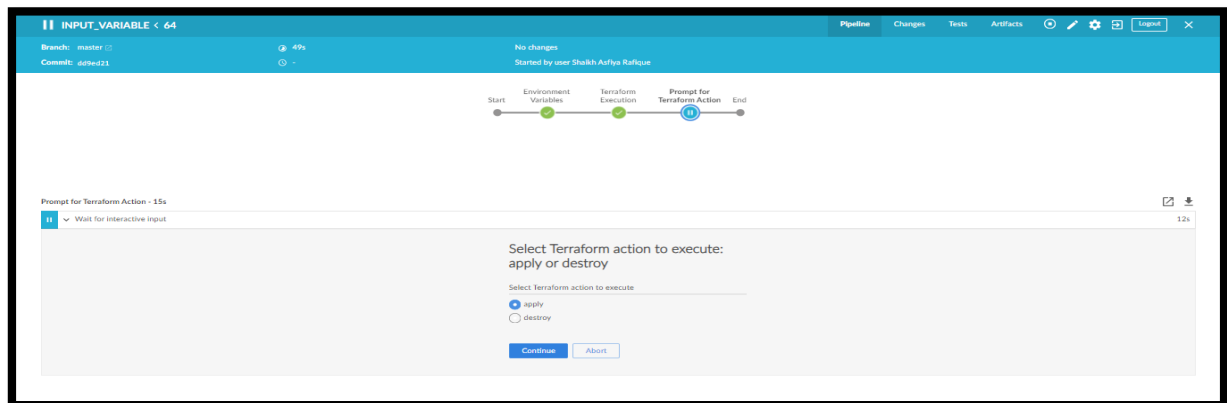 INPUT_VARIABLE < 64
Pipeline Changes Tests Artifacts Logout
Branch: master 49s No changes
Commit: dd9ed21 - Started by user Shaikh Asfiya Rafique
Start Environment Variables Terraform Execution Prompt for Terraform Action End
Prompt for Terraform Action - 15s
Wait for interactive input 12s
Select Terraform action to execute:
apply or destroy
Select Terraform action to execute
apply
destroy
Continue Abort